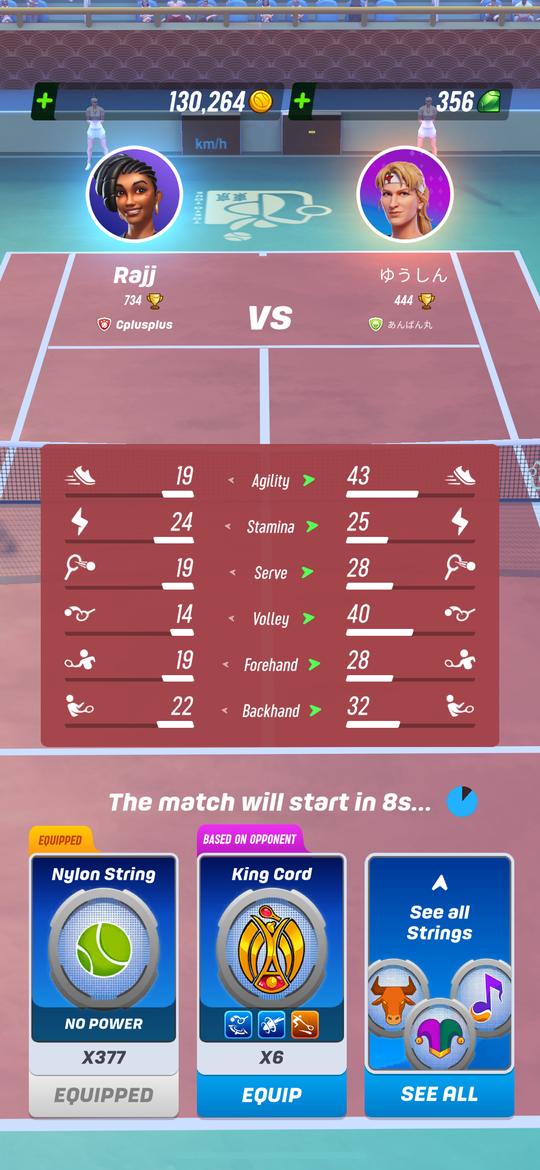 130,264
356
km/h
東京
Rajj
ゆうしん
734
444
Cplusplus
あんぱん丸
VS
19 Agility 43
24 Stamina 25
19 Serve 28
14 Volley 40
19 Forehand 28
22 Backhand 32
The match will start in 8s...
EQUIPPED
BASED ON OPPONENT
Nylon String
King Cord
See all
Strings
NO POWER
X377
X6
EQUIPPED
EQUIP
SEE ALL